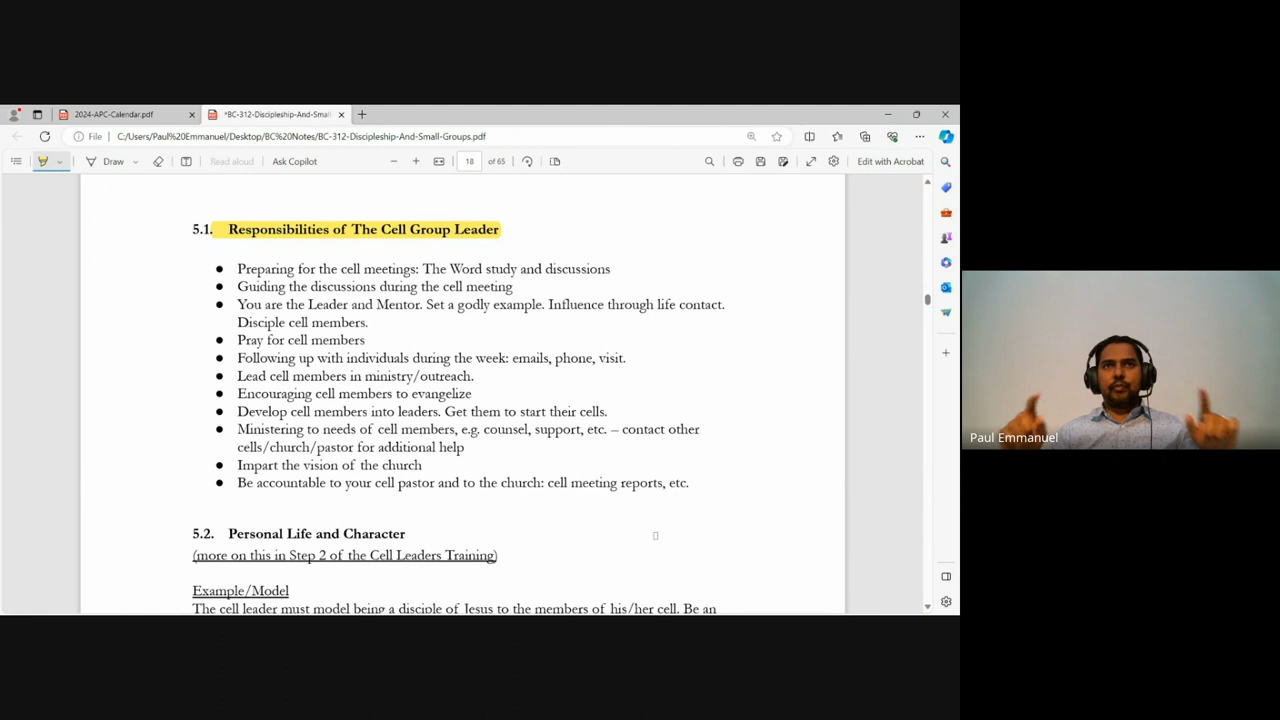 2024-APC-Calendar.pdf
*BC-312-Discipleship-And-Small-
File
C:/Users/Paul%20Emmanuel/Desktop/BC%20Notes/BC-312-Discipleship-And-Small-Groups.pdf
Draw
Read aloud
Ask Copilot
18 of 65
Edit with Acrobat
5.1. Responsibilities of The Cell Group Leader
● Preparing for the cell meetings: The Word study and discussions
● Guiding the discussions during the cell meeting
● You are the Leader and Mentor. Set a godly example. Influence through life contact.
Disciple cell members.
● Pray for cell members
● Following up with individuals during the week: emails, phone, visit.
● Lead cell members in ministry/outreach.
● Encouraging cell members to evangelize
● Develop cell members into leaders. Get them to start their cells.
● Ministering to needs of cell members, e.g. counsel, support, etc. – contact other
cells/church/pastor for additional help
● Impart the vision of the church
● Be accountable to your cell pastor and to the church: cell meeting reports, etc.
5.2. Personal Life and Character
(more on this in Step 2 of the Cell Leaders Training)
Example/Model
The cell leader must model being a disciple of Jesus to the members of his/her cell. Be an
Paul Emmanuel